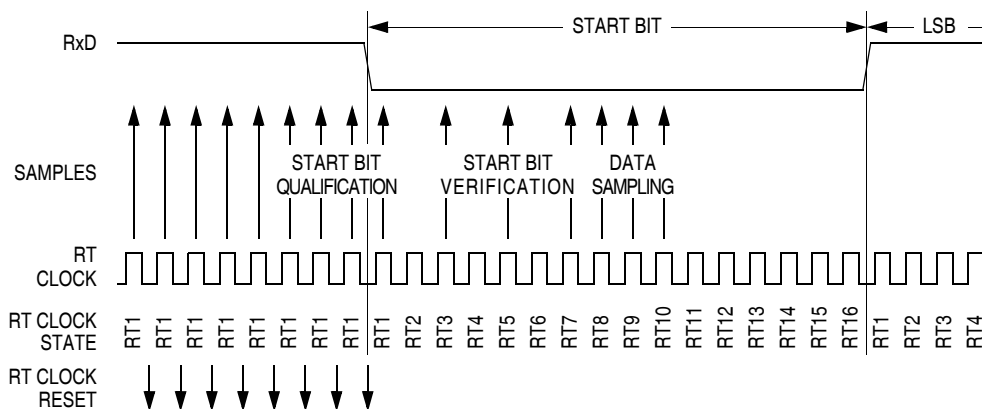 START BIT
LSB
RxD
SAMPLES
START BIT
QUALIFICATION
START BIT
VERIFICATION
DATA
SAMPLING
RT
CLOCK
RT CLOCK
STATE
RT1 RT1 RT1 RT1 RT1 RT1 RT1 RT1 RT1 RT2 RT3 RT4 RT5 RT6 RT7 RT8 RT9 RT10 RT11 RT12 RT13 RT14 RT15 RT16 RT1 RT2 RT3 RT4
RT CLOCK
RESET